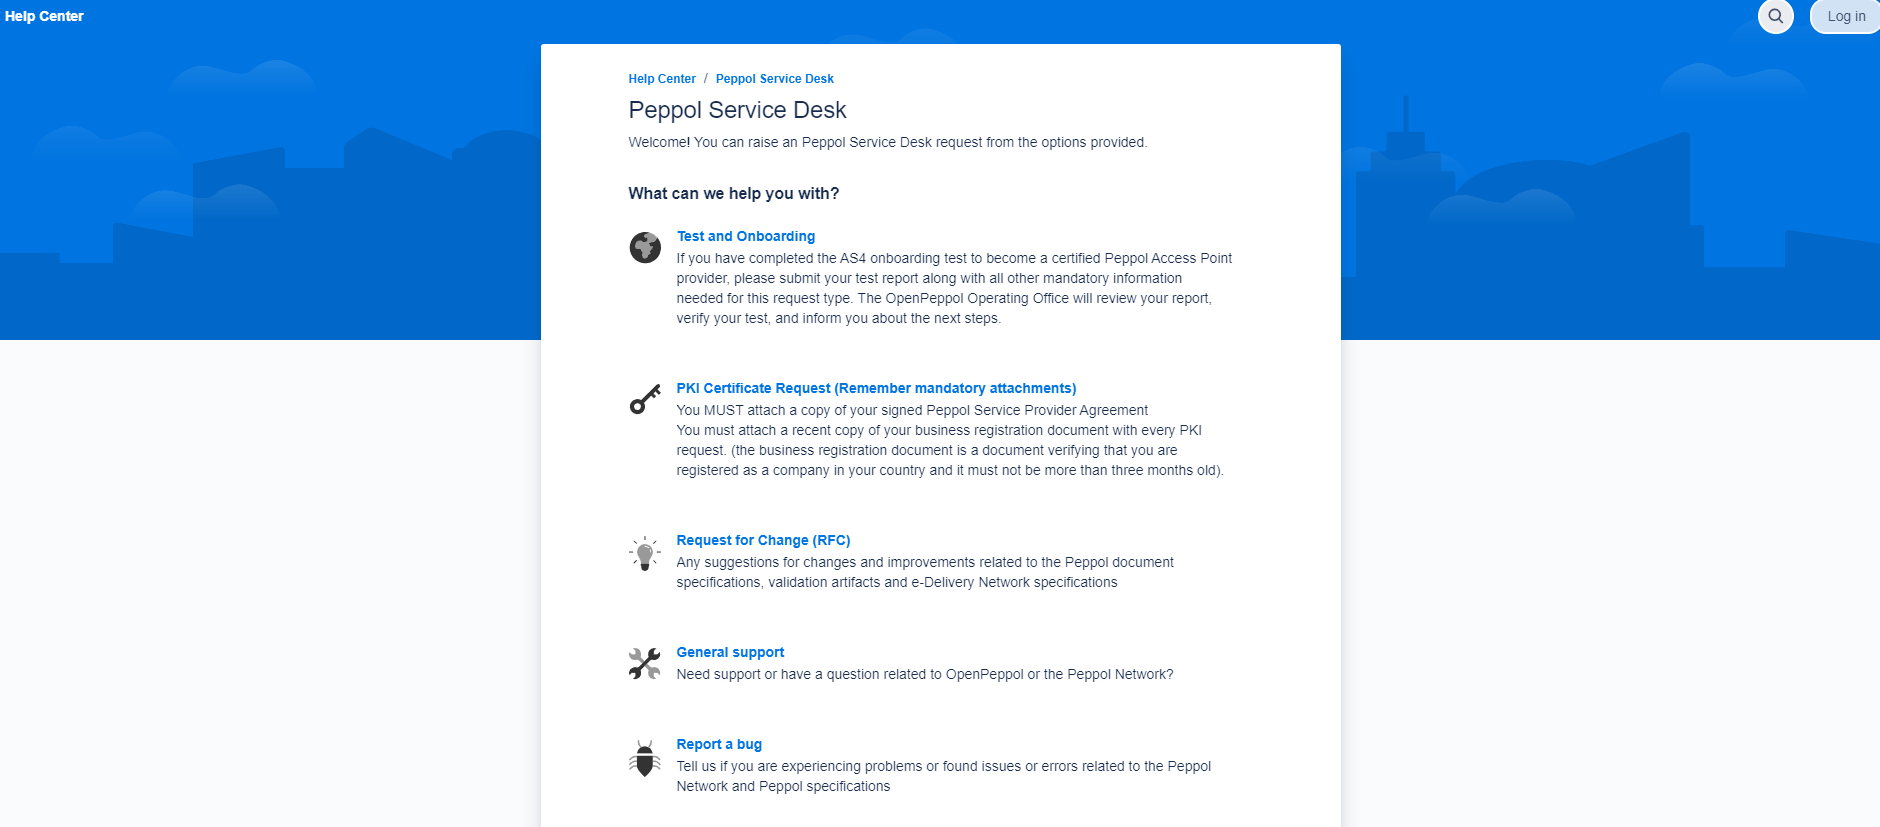 Help Center
Log in
Help Center / Peppol Service Desk
Peppol Service Desk
Welcome! You can raise an Peppol Service Desk request from the options provided.
What can we help you with?
Test and Onboarding
If you have completed the AS4 onboarding test to become a certified Peppol Access Point
provider, please submit your test report along with all other mandatory information
needed for this request type. The OpenPeppol Operating Office will review your report,
verify your test, and inform you about the next steps.
PKI Certificate Request (Remember mandatory attachments)
You MUST attach a copy of your signed Peppol Service Provider Agreement
You must attach a recent copy of your business registration document with every PKI
request. (the business registration document is a document verifying that you are
registered as a company in your country and it must not be more than three months old).
Request for Change (RFC)
Any suggestions for changes and improvements related to the Peppol document
specifications, validation artifacts and e-Delivery Network specifications
General support
Need support or have a question related to OpenPeppol or the Peppol Network?
Report a bug
Tell us if you are experiencing problems or found issues or errors related to the Peppol
Network and Peppol specifications